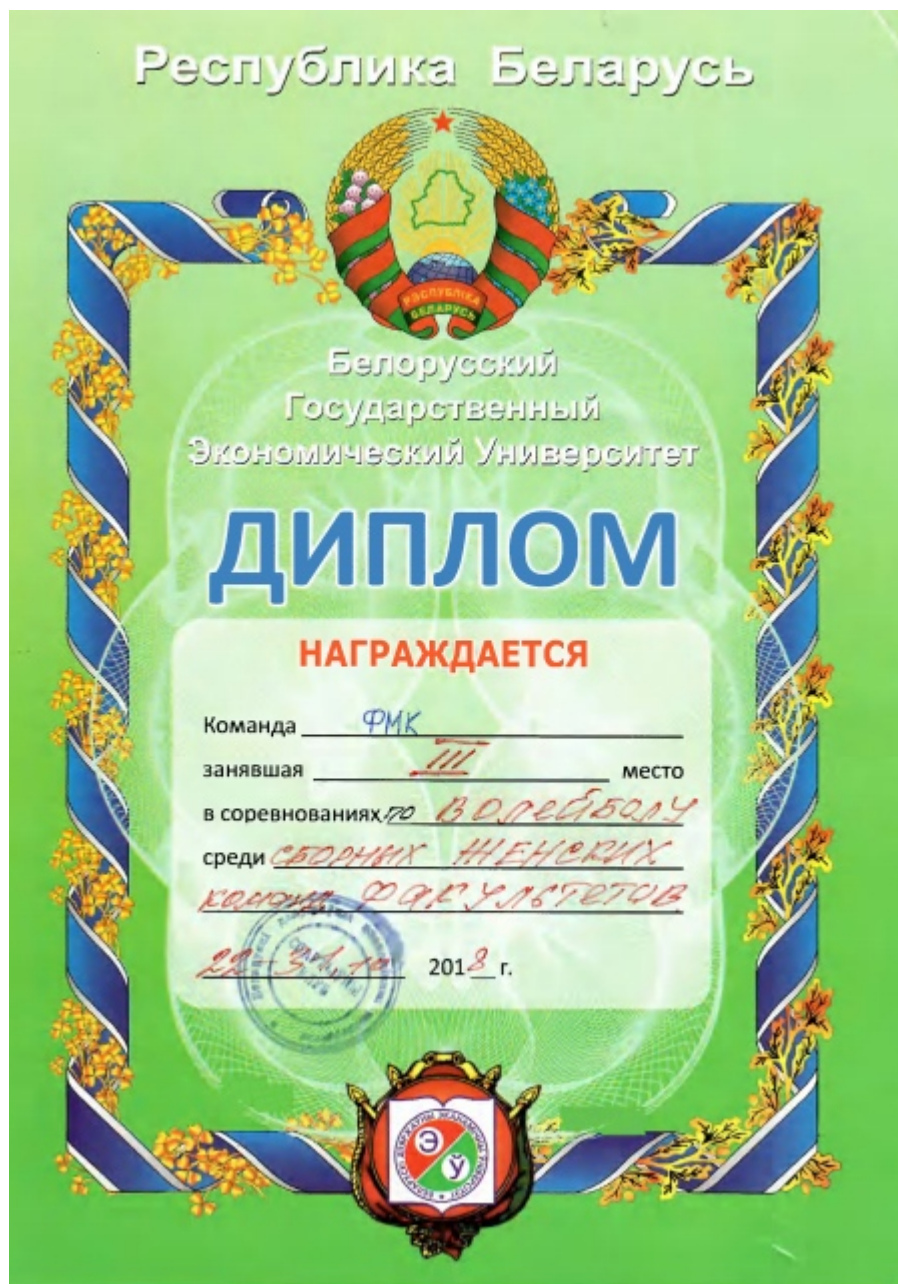 Республика Беларусь
РЭСПУБЛІКА
БЕЛАРУСЬ
Белорусский
Государственный
Экономический Университет
ДИПЛОМ
НАГРАЖДАЕТСЯ
Команда ФМК
занявшая III место
в соревнованиях по волейболу
среди сборных женских
команд факультетов
22-31.10 2018 г.
Э
Ў